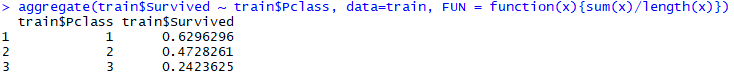 > aggregate(train$Survived ~ train$Pclass, data=train, FUN = function(x){sum(x)/length(x)})
  train$Pclass train$Survived
1            1      0.6296296
2            2      0.4728261
3            3      0.2423625